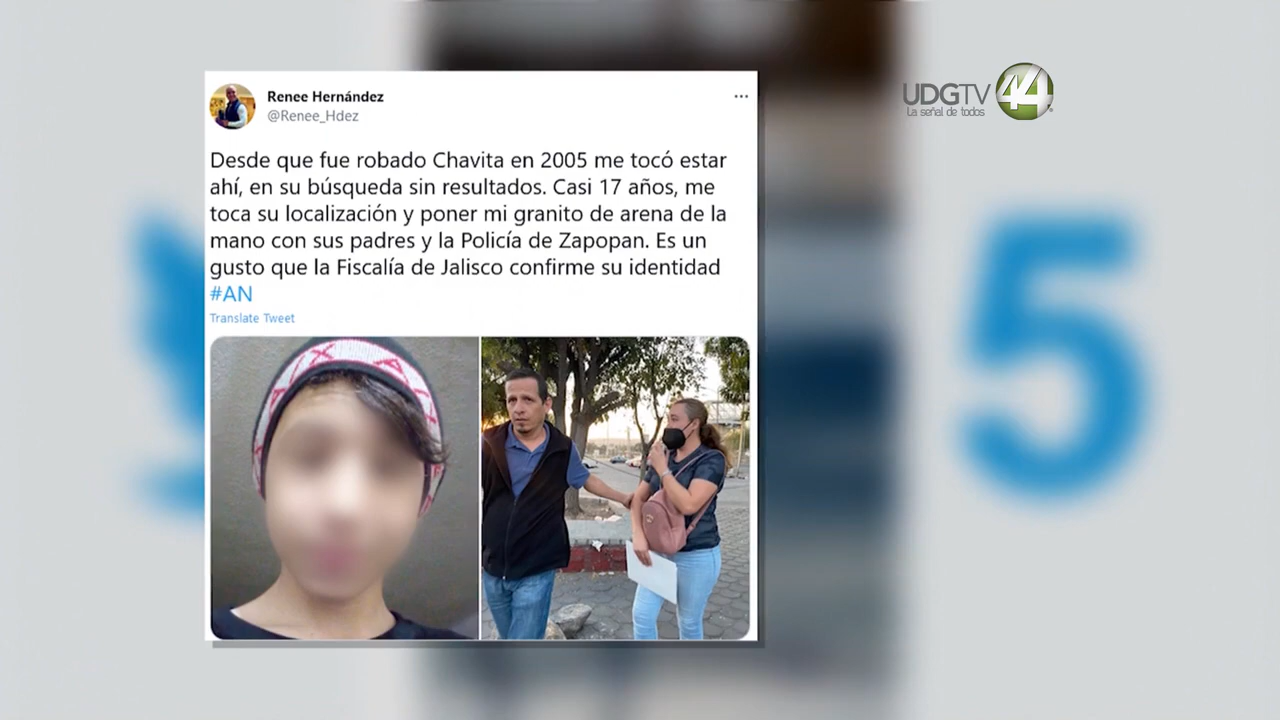 Renee Hernández
@Renee_Hdez
Desde que fue robado Chavita en 2005 me tocó estar
ahí, en su búsqueda sin resultados. Casi 17 años, me
toca su localización y poner mi granito de arena de la
mano con sus padres y la Policía de Zapopan. Es un
gusto que la Fiscalía de Jalisco confirme su identidad
#AN
Translate Tweet
UDGTV 44
La señal de todos
5